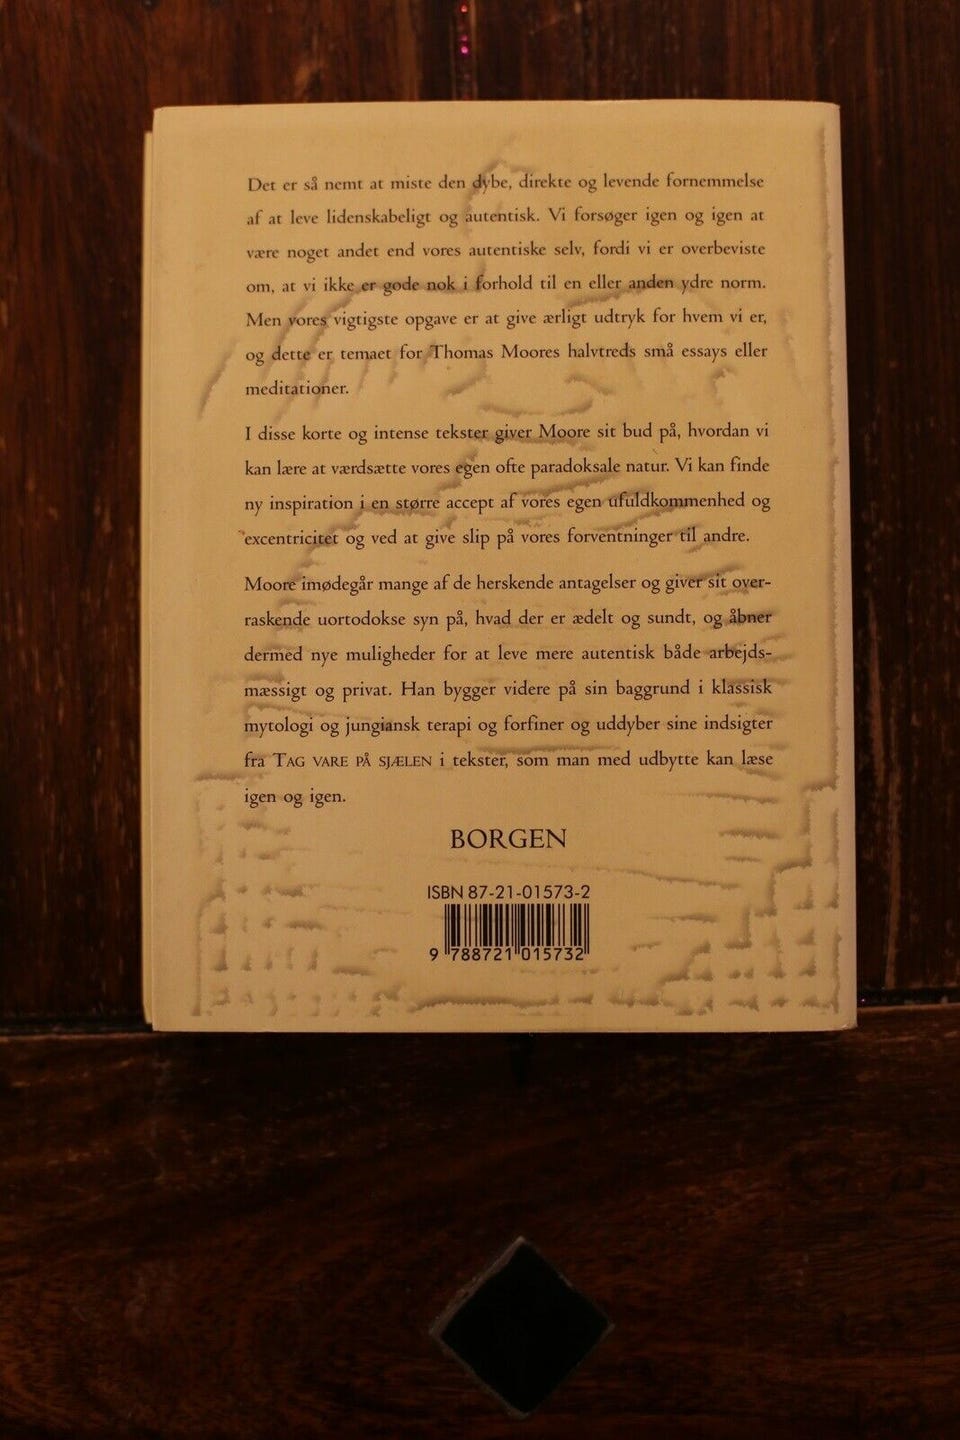 Det er så nemt at miste den dybe, direkte og levende fornemmelse
af at leve lidenskabeligt og autentisk. Vi forsøger igen og igen at
være noget andet end vores autentiske selv, fordi vi er overbeviste
om, at vi ikke er gode nok i forhold til en eller anden ydre norm.
Men vores vigtigste opgave er at give ærligt udtryk for hvem vi er,
og dette er temaet for Thomas Moores halvtreds små essays eller
meditationer.
I disse korte og intense tekster giver Moore sit bud på, hvordan vi
kan lære at værdsætte vores egen ofte paradoksale natur. Vi kan finde
ny inspiration i en større accept af vores egen ufuldkommenhed og
excentricitet og ved at give slip på vores forventninger til andre.
Moore imødegår mange af de herskende antagelser og giver sit over-
raskende uortodokse syn på, hvad der er ædelt og sundt, og åbner
dermed nye muligheder for at leve mere autentisk både arbejds-
mæssigt og privat. Han bygger videre på sin baggrund i klassisk
mytologi og jungiansk terapi og forfiner og uddyber sine indsigter
fra TAG VARE PÅ SJÆLEN i tekster, som man med udbytte kan læse
igen og igen.
BORGEN
ISBN 87-21-01573-2
9 788721 015732